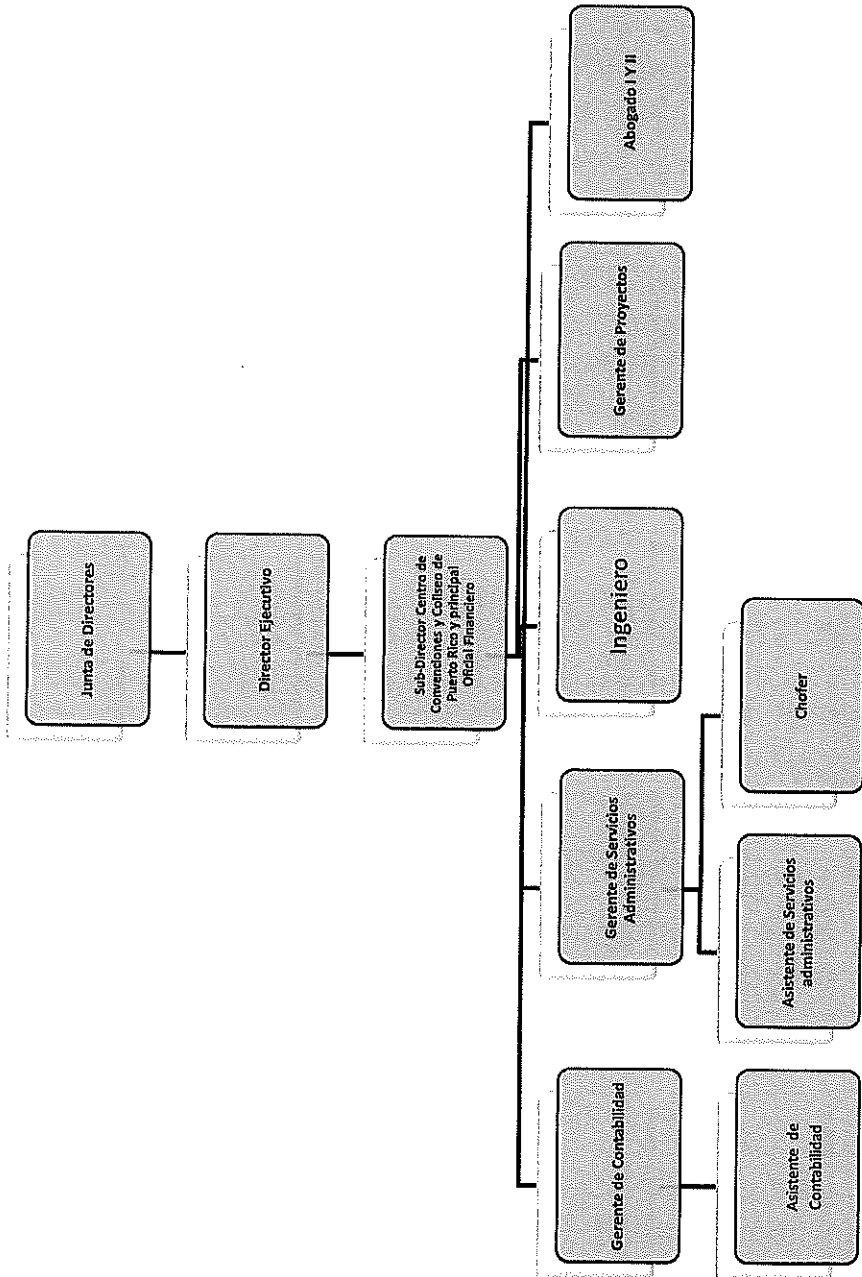 Junta de Directores
Director Ejecutivo
Sub-Director Centro de
Convenciones y Coliseo de
Puerto Rico y principal
Oficial Financiero
Gerente de Contabilidad
Gerente de Servicios
Administrativos
Ingeniero
Gerente de Proyectos
Abogado I Y II
Asistente de
Contabilidad
Asistente de Servicios
administrativos
Chofer